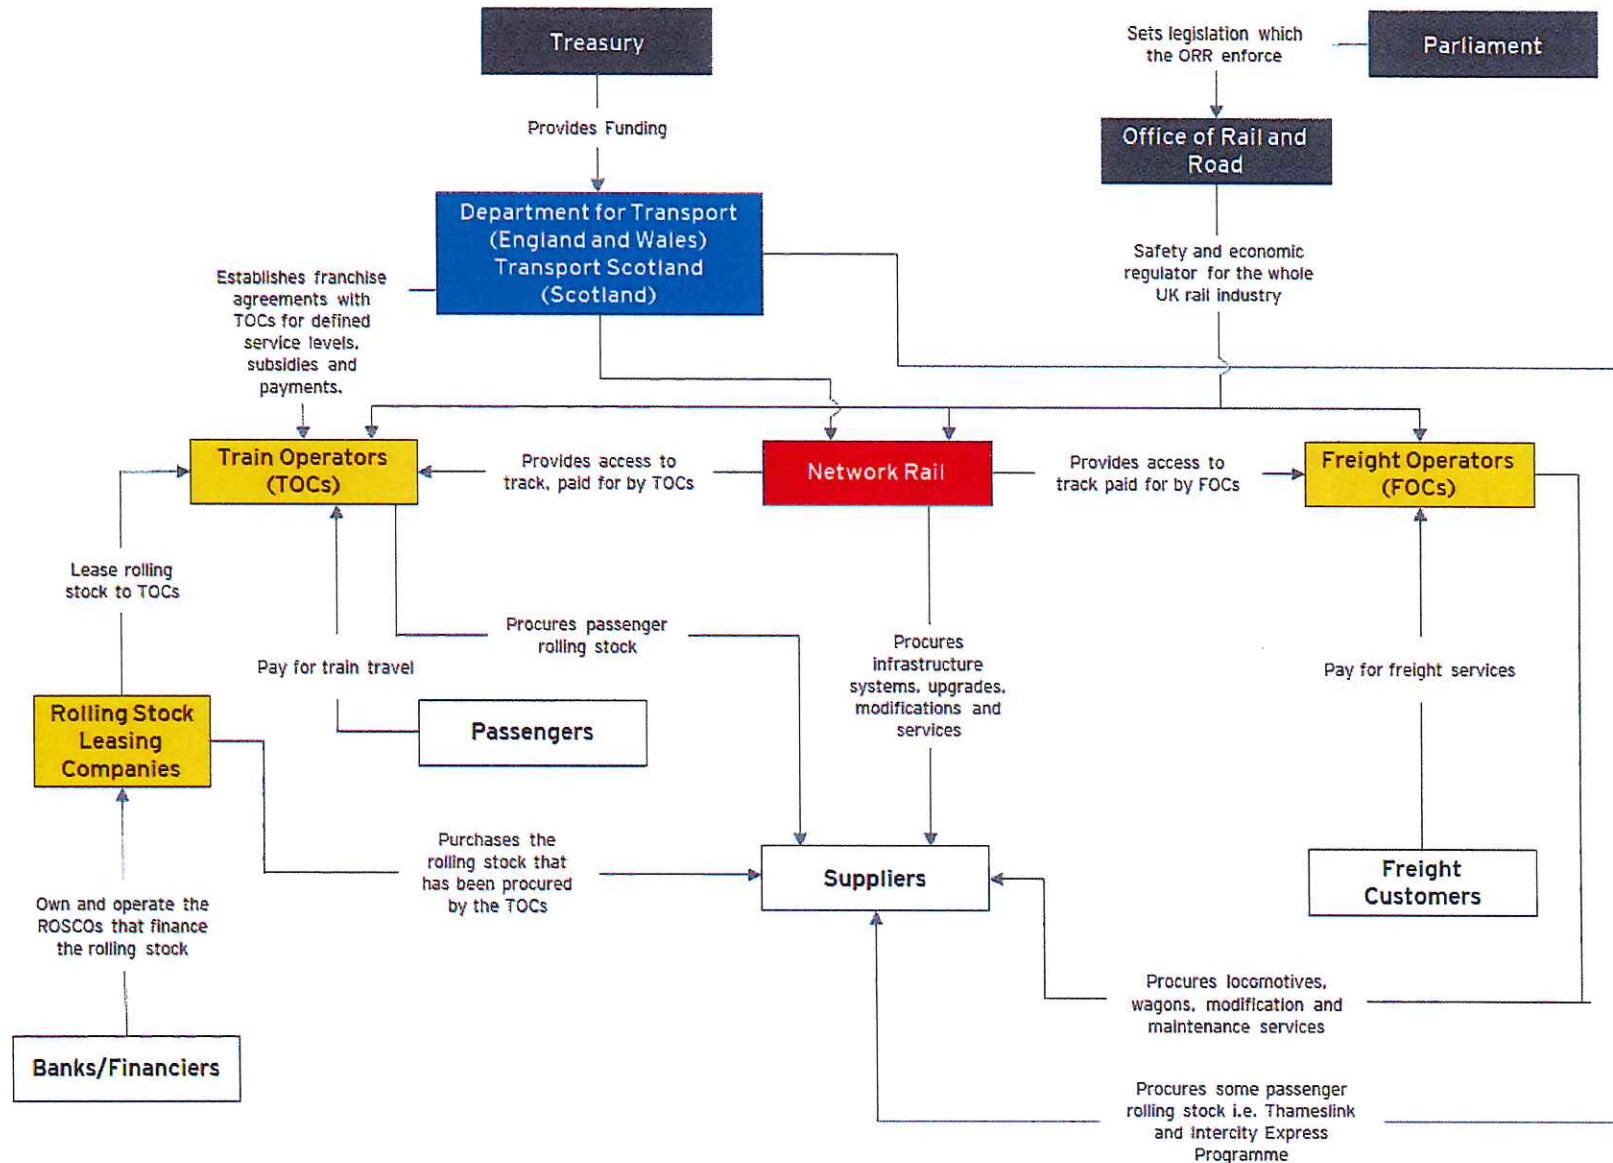 Treasury
Sets legislation which
the ORR enforce
Parliament
Provides Funding
Office of Rail and
Road
Department for Transport
(England and Wales)
Transport Scotland
(Scotland)
Safety and economic
regulator for the whole
UK rail industry
Establishes franchise
agreements with
TOCs for defined
service levels,
subsidies and
payments.
Train Operators
(TOCs)
Provides access to
track, paid for by TOCs
Network Rail
Provides access to
track paid for by FOCs
Freight Operators
(FOCs)
Lease rolling
stock to TOCs
Procures passenger
rolling stock
Pay for train travel
Procures
infrastructure
systems, upgrades,
modifications and
services
Pay for freight services
Rolling Stock
Leasing
Companies
Passengers
Purchases the
rolling stock that
has been procured
by the TOCs
Suppliers
Freight
Customers
Own and operate the
ROSCOs that finance
the rolling stock
Procures locomotives,
wagons, modification and
maintenance services
Banks/Financiers
Procures some passenger
rolling stock i.e. Thameslink
and Intercity Express
Programme